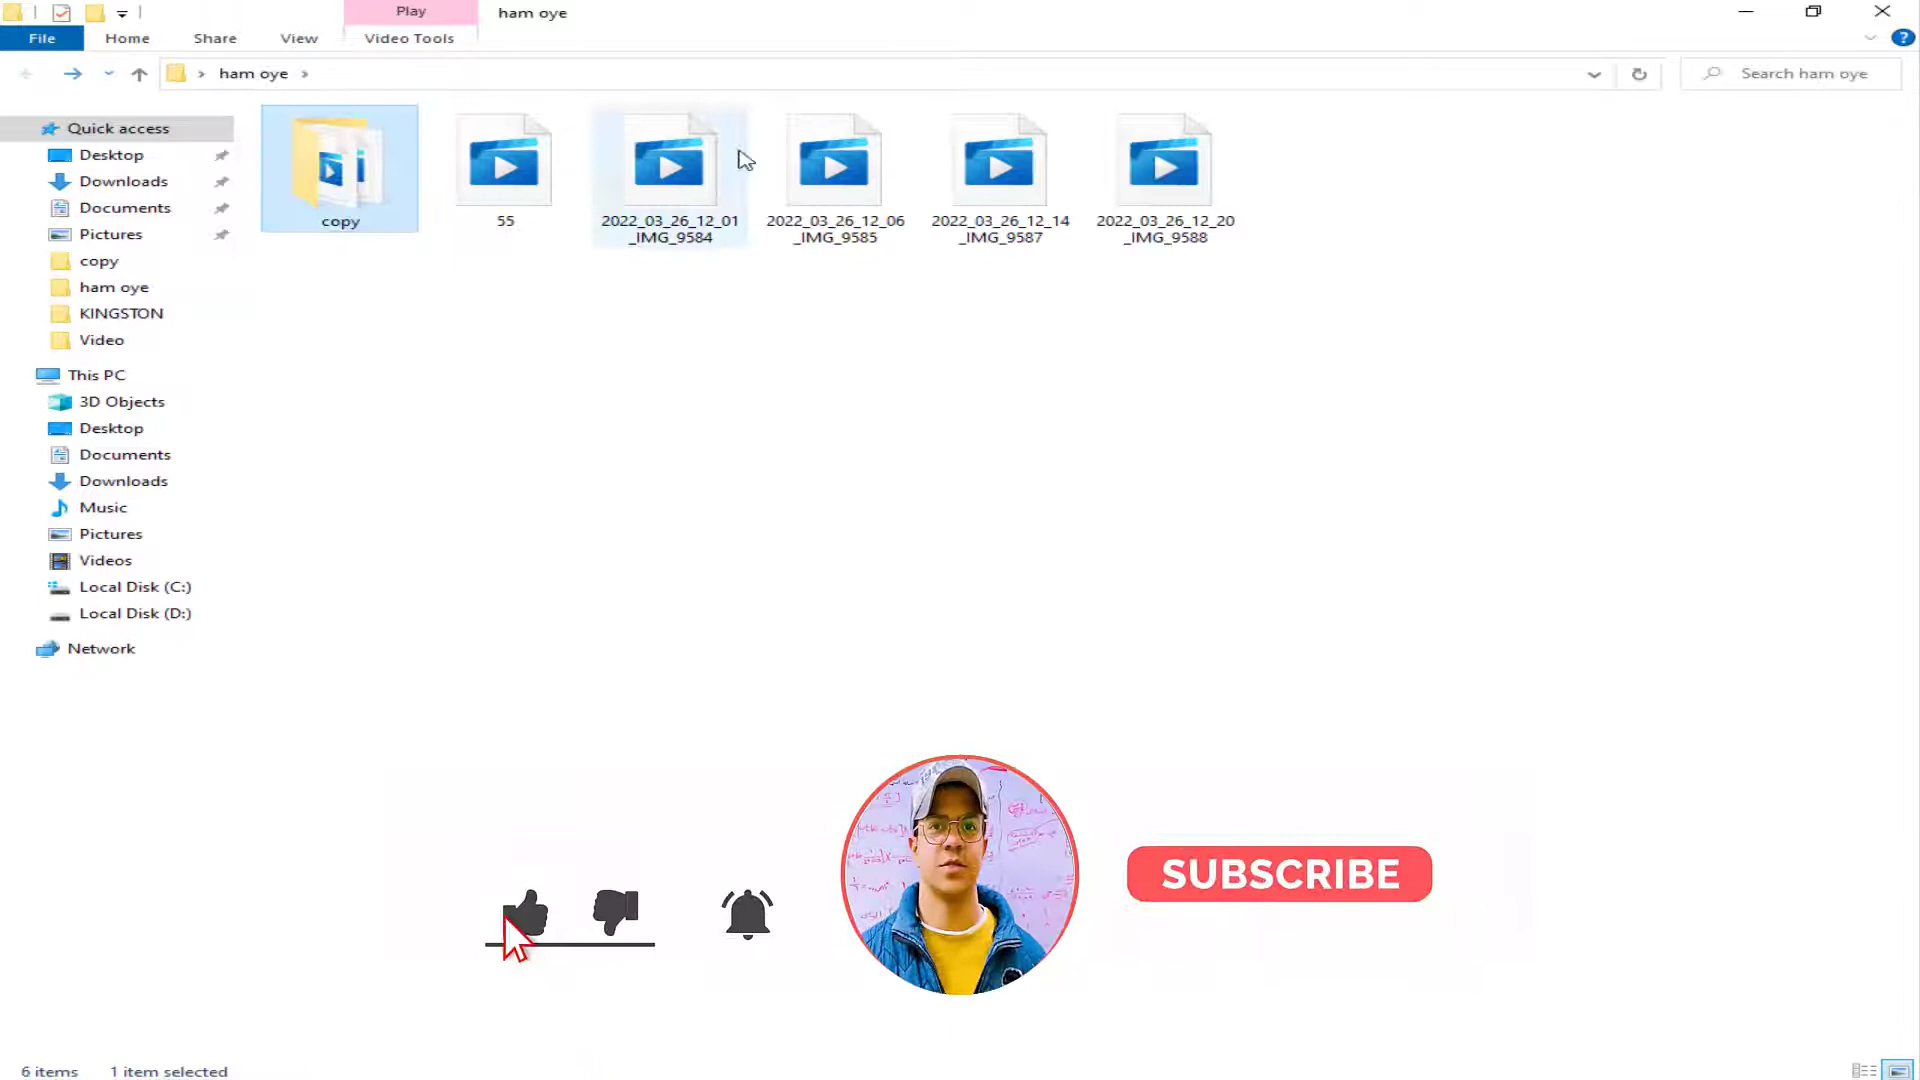 Play
ham oye
File
Home
Share
View
Video Tools
ham oye
Search ham oye
Quick access
Desktop
Downloads
Documents
Pictures
copy
ham oye
KINGSTON
Video
This PC
3D Objects
Desktop
Documents
Downloads
Music
Pictures
Videos
Local Disk (C:)
Local Disk (D:)
Network
copy
55
2022_03_26_12_01
_IMG_9584
2022_03_26_12_06
_IMG_9585
2022_03_26_12_14
_IMG_9587
2022_03_26_12_20
_IMG_9588
SUBSCRIBE
6 items
1 item selected